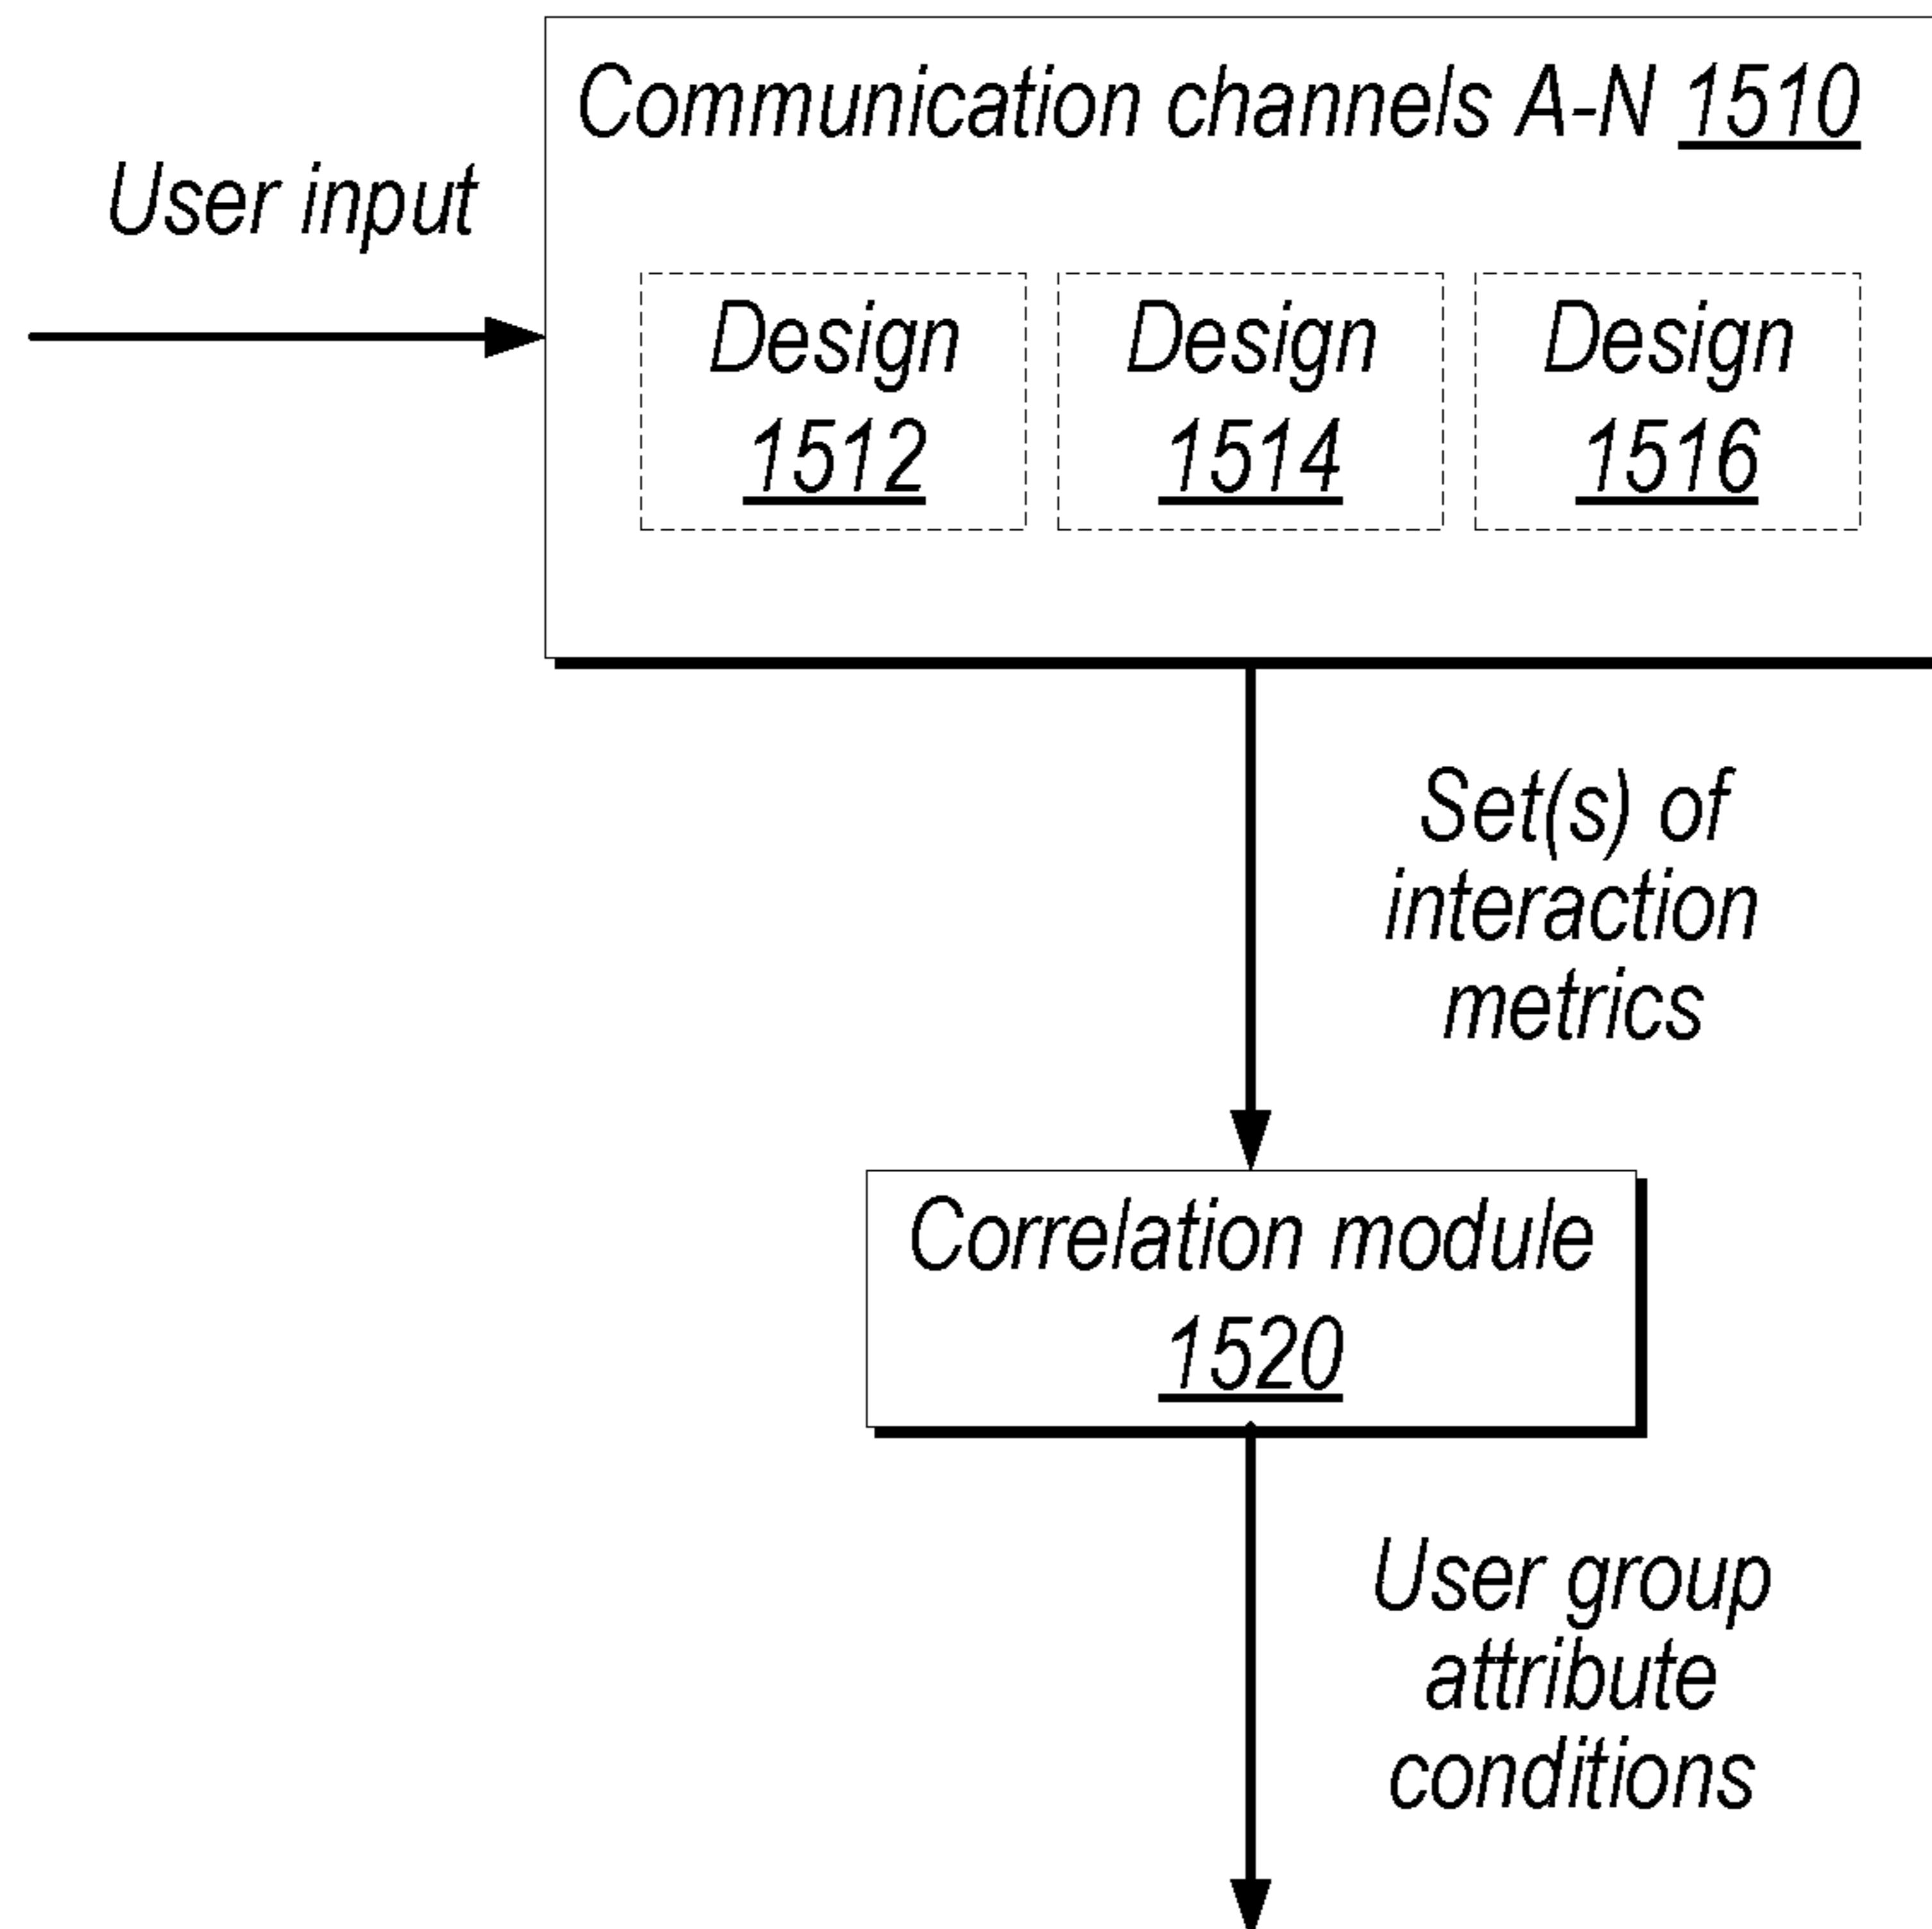 Communication channels A-N 1510
User input
Design
1512
Design
1514
Design
1516
Set(s) of
interaction
metrics
Correlation module
1520
User group
attribute
conditions